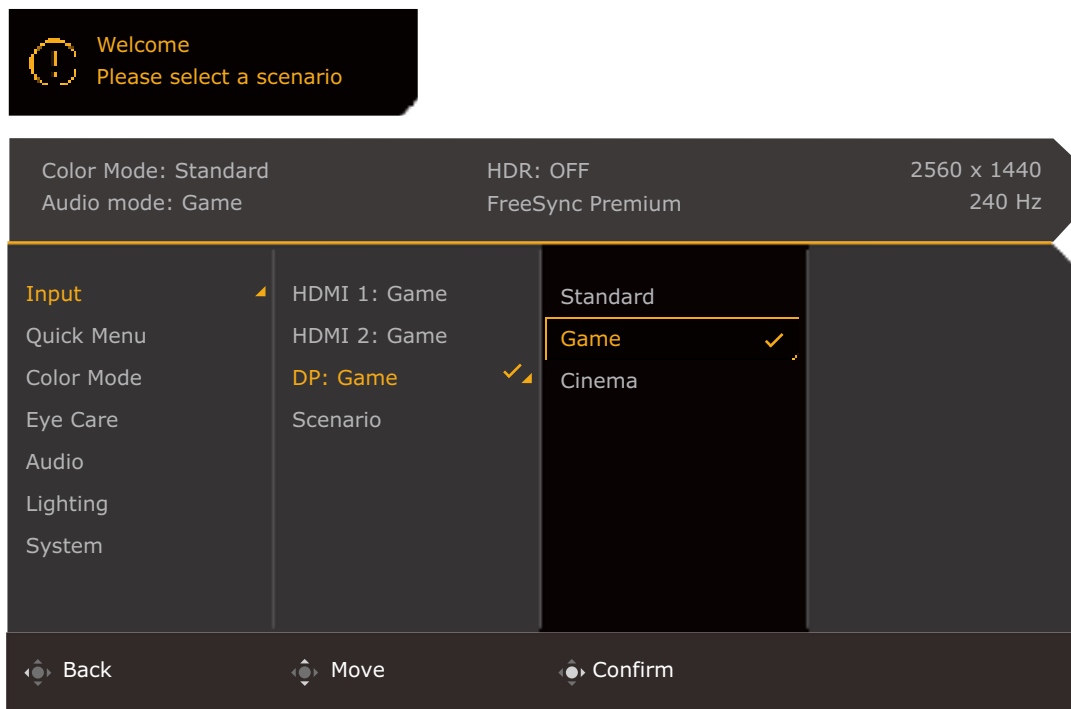 Welcome
Please select a scenario
Color Mode: Standard
HDR: OFF
2560 x 1440
Audio mode: Game
FreeSync Premium
240 Hz
Input
Quick Menu
Color Mode
Eye Care
Audio
Lighting
System
HDMI 1: Game
HDMI 2: Game
DP: Game
Scenario
Standard
Game
Cinema
Back
Move
Confirm